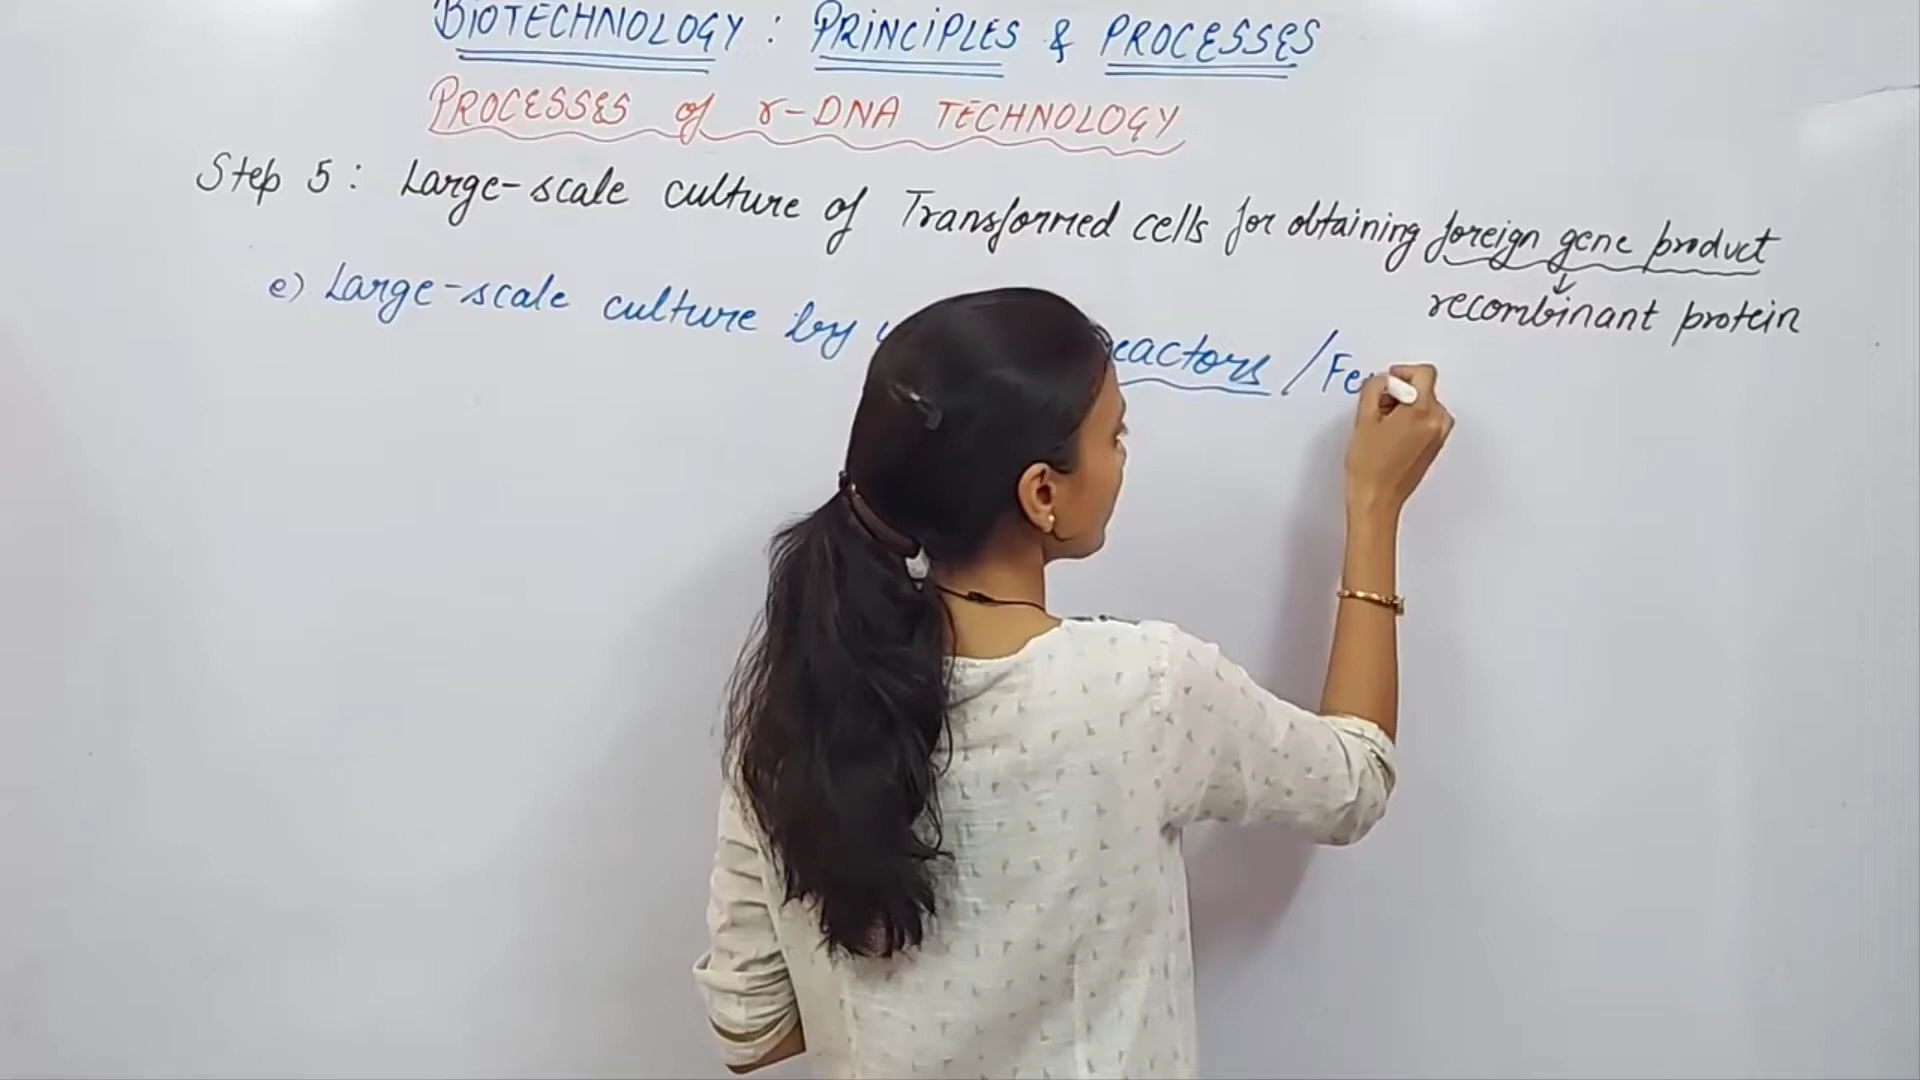 BIOTECHNOLOGY : PRINCIPLES & PROCESSES
PROCESSES of r-DNA TECHNOLOGY
Step 5 : Large-scale culture of Transformed cells for obtaining foreign gene product
↓
recombinant protein
e) Large-scale culture by eactors / Fe